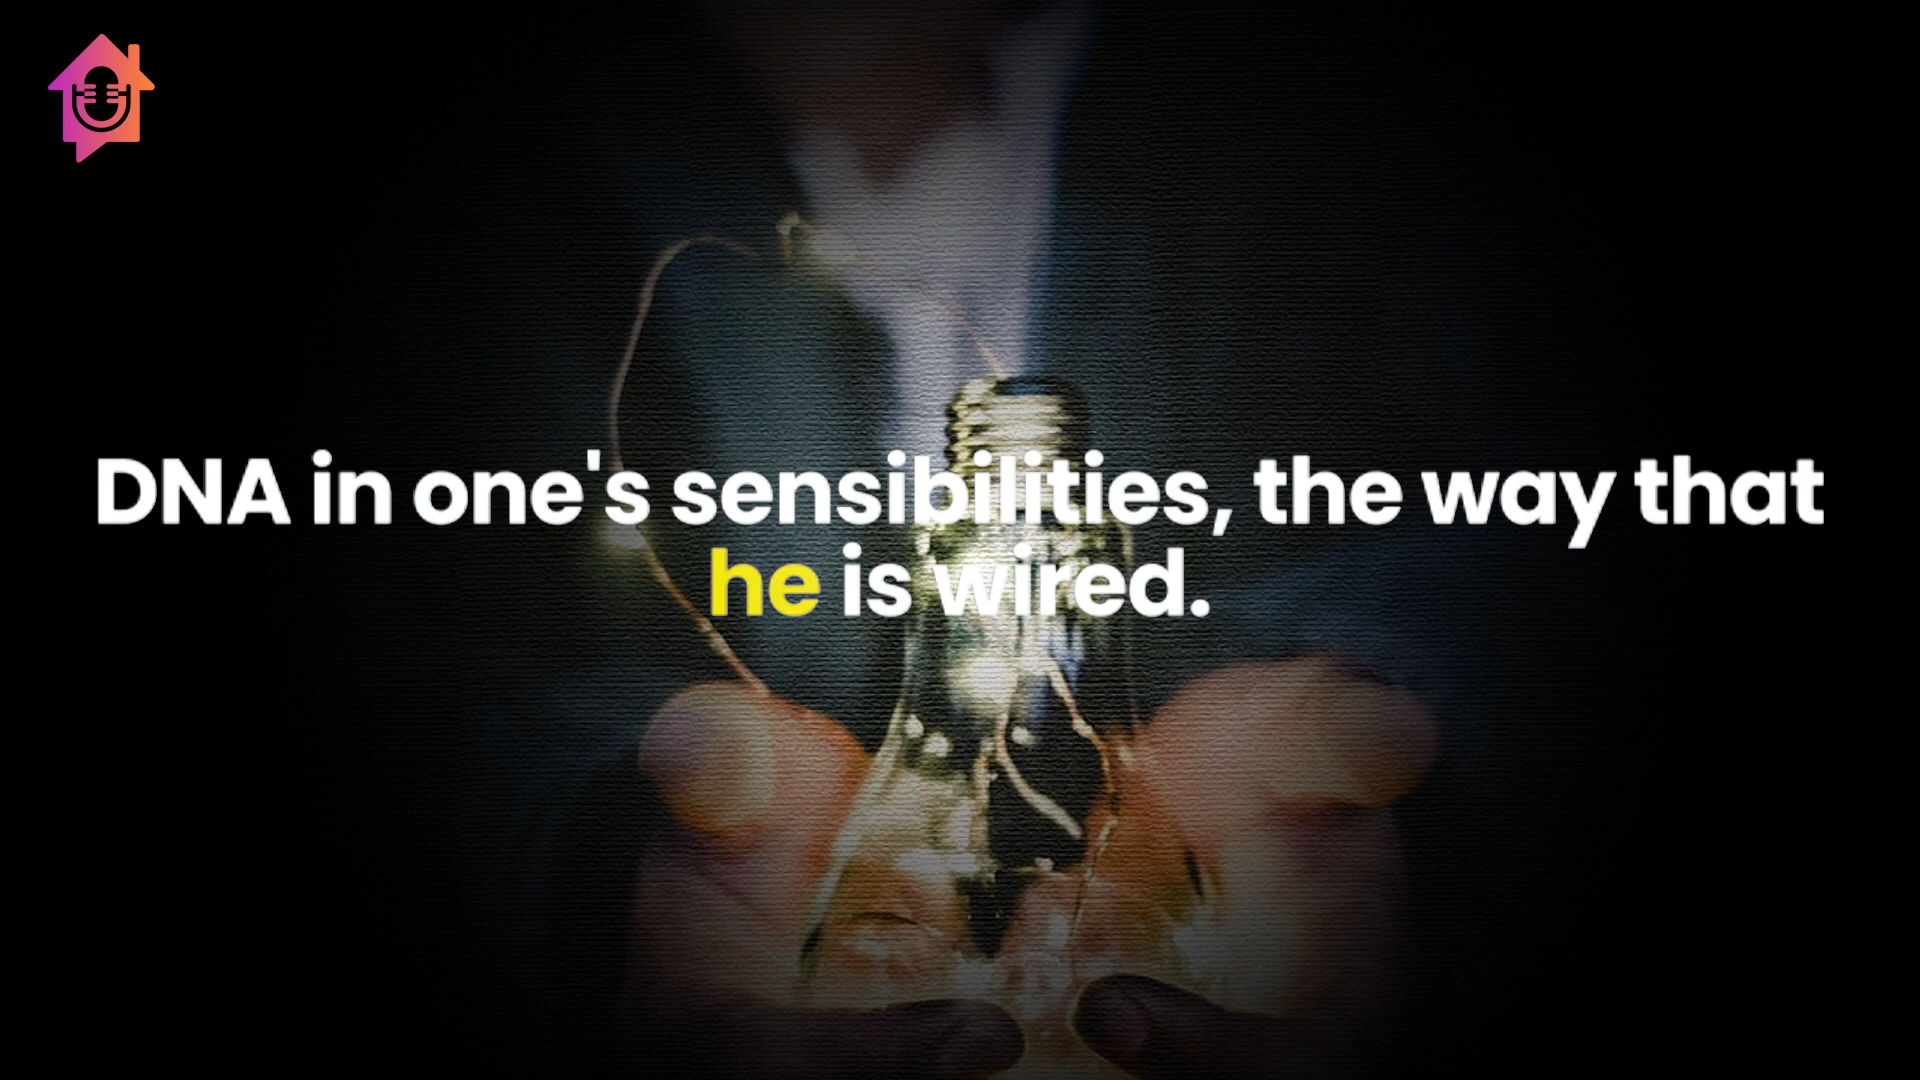 DNA in one's sensibilities, the way that
he is wired.